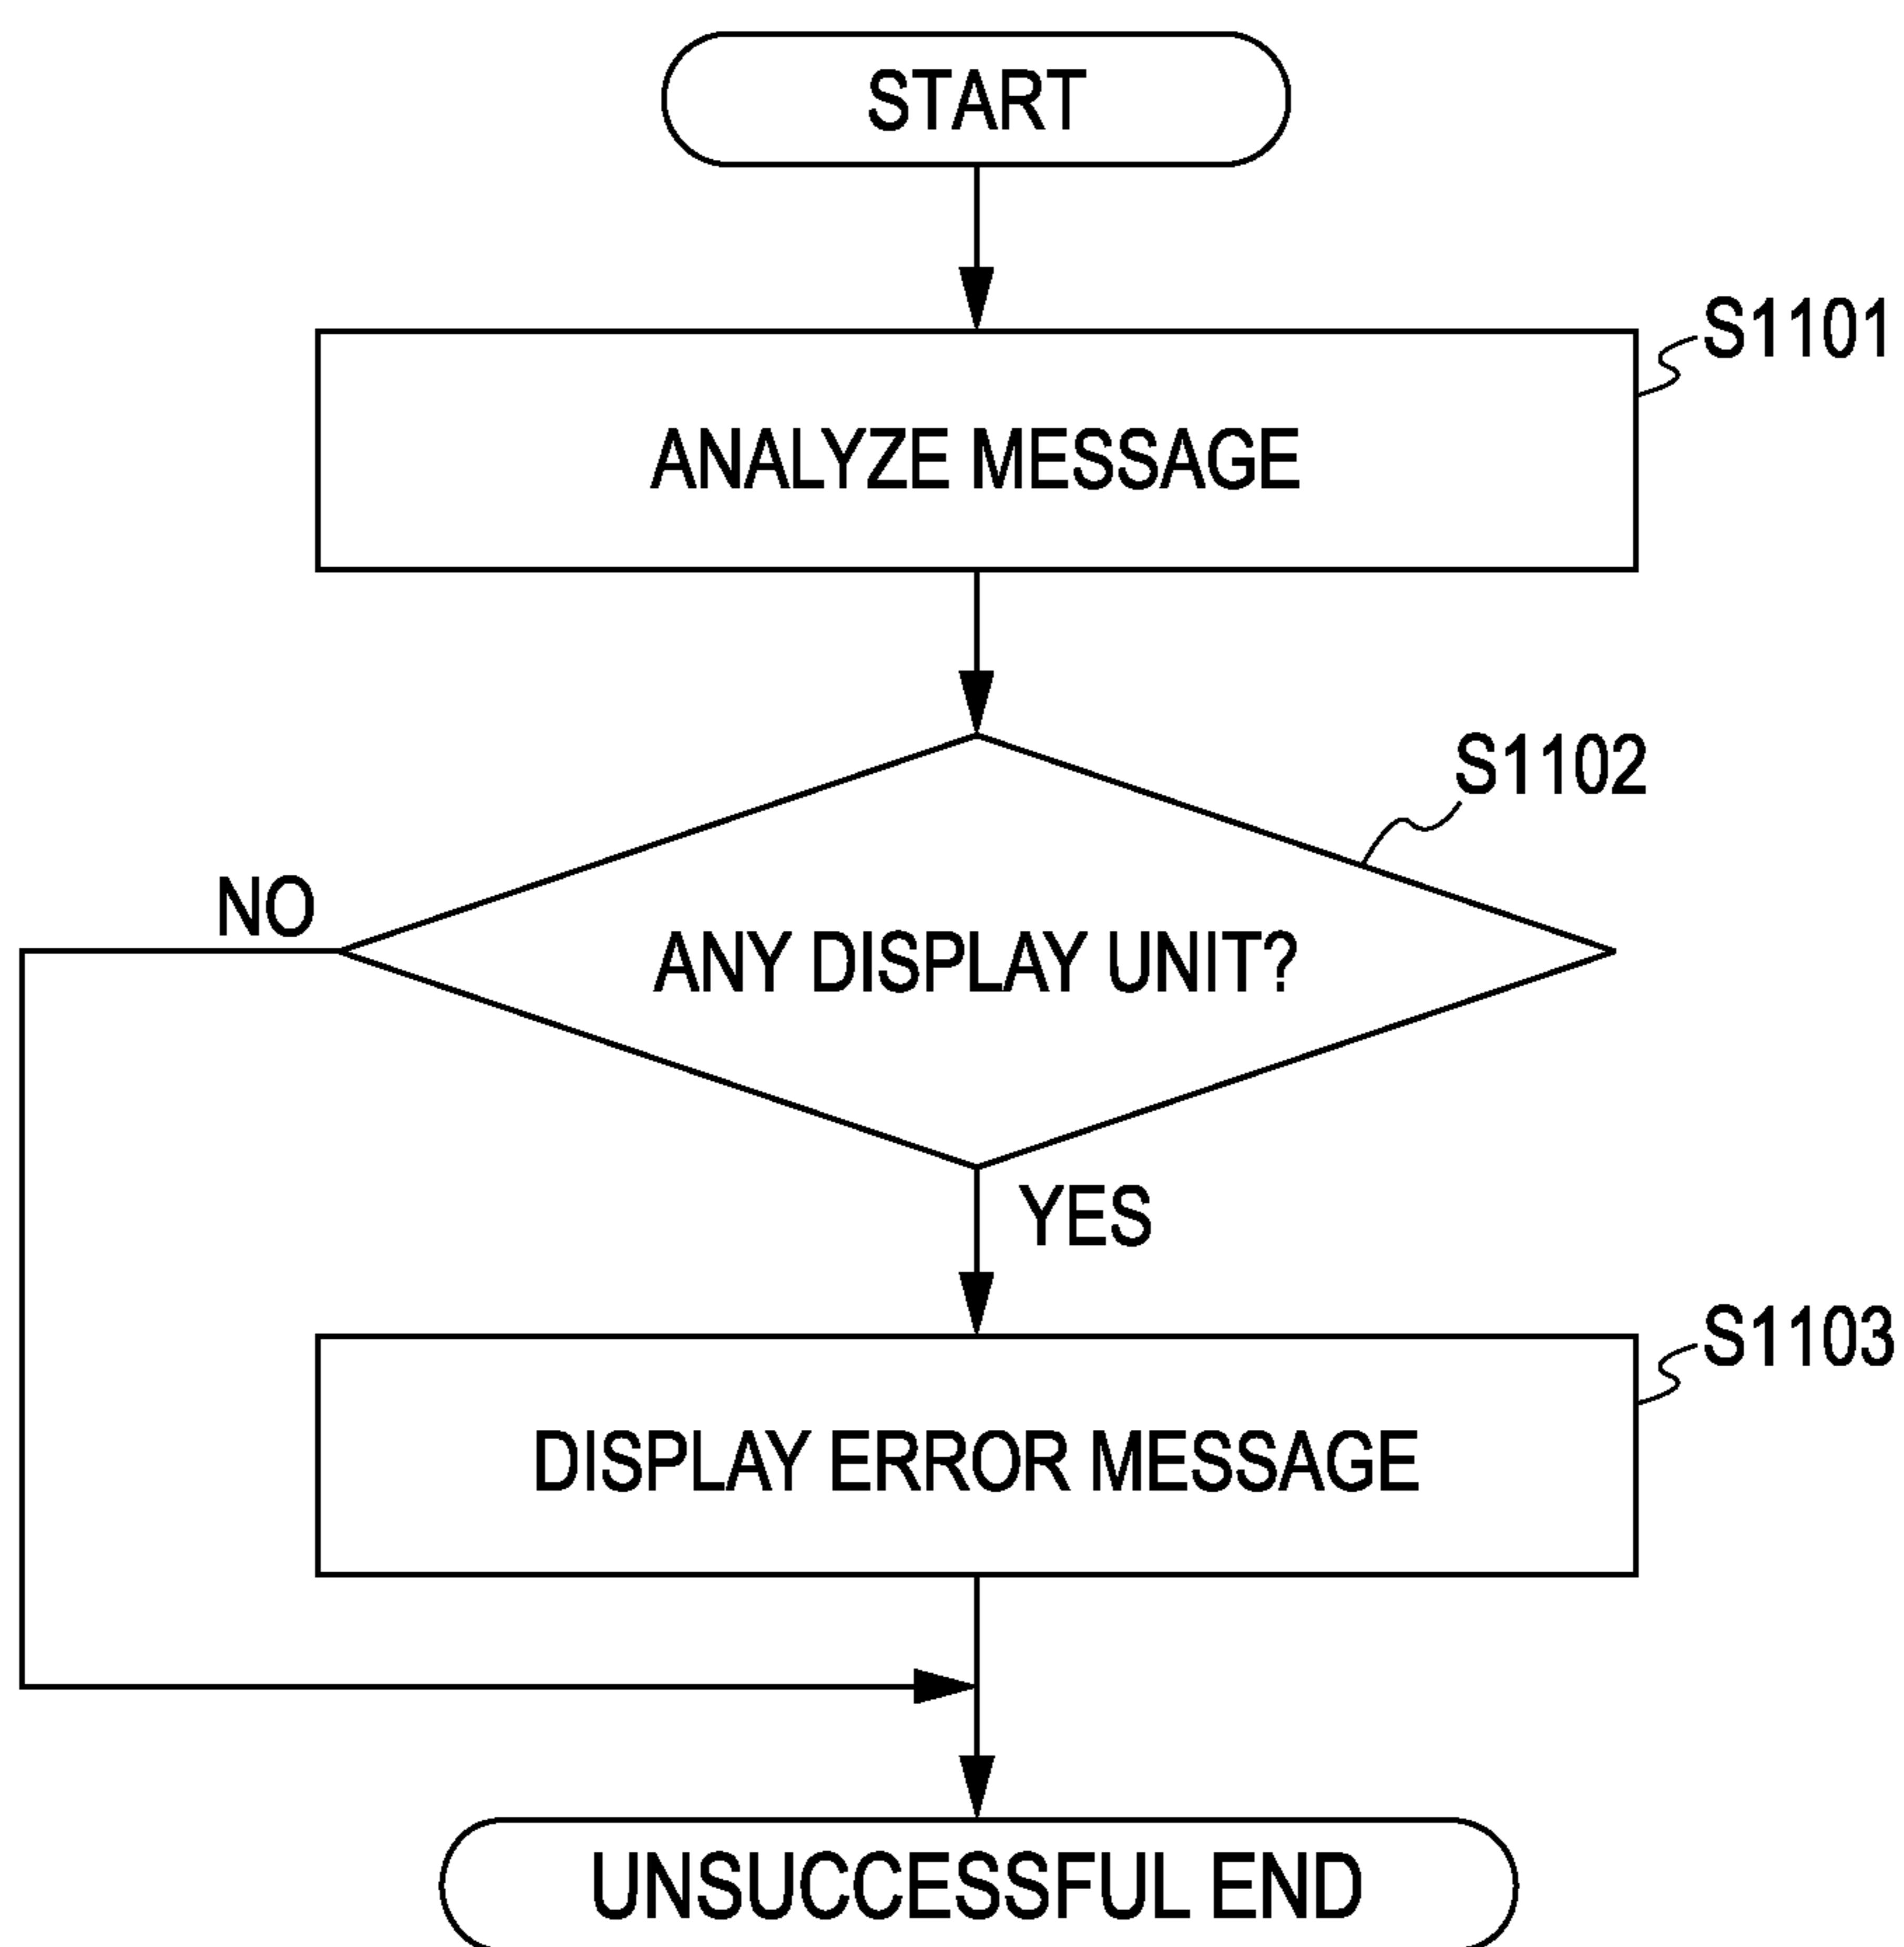 START
S1101
ANALYZE MESSAGE
S1102
NO
ANY DISPLAY UNIT?
YES
S1103
DISPLAY ERROR MESSAGE
UNSUCCESSFUL END